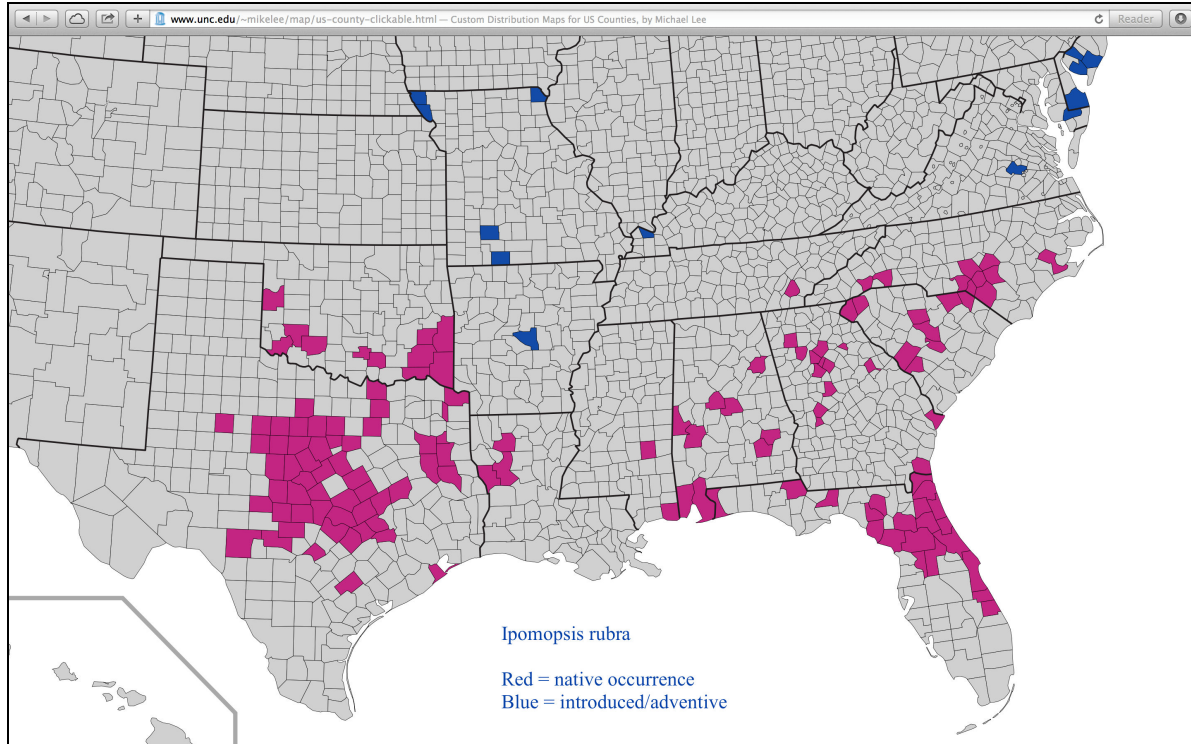 www.unc.edu/~mikelee/map/us-county-clickable.html — Custom Distribution Maps for US Counties, by Michael Lee
Reader
Ipomopsis rubra
Red = native occurrence
Blue = introduced/adventive